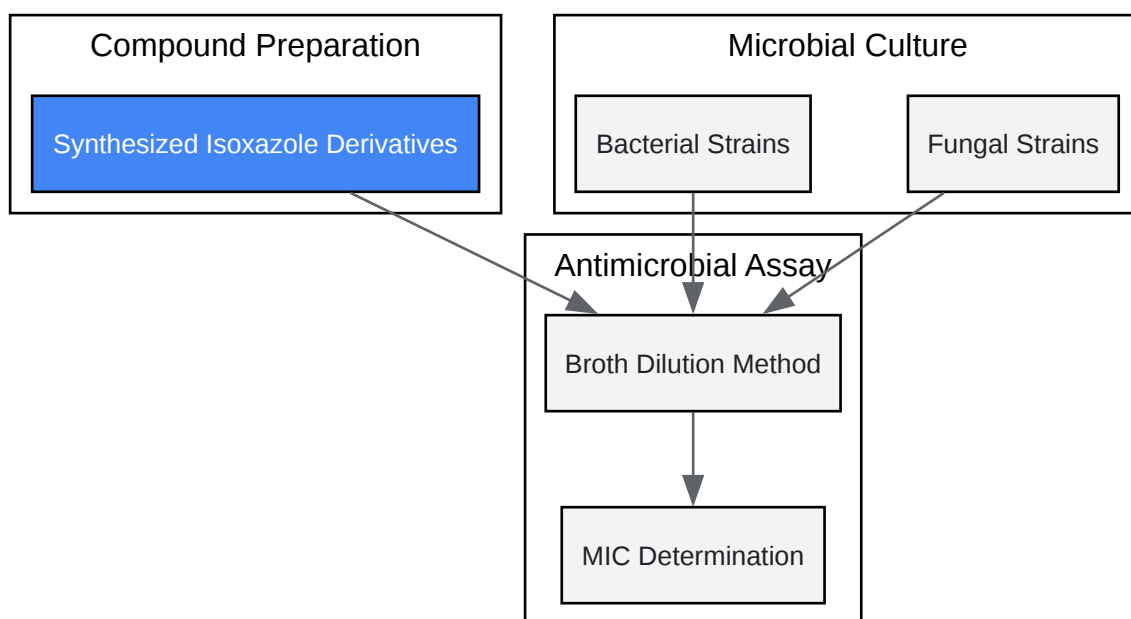 Compound Preparation
Microbial Culture
Synthesized Isoxazole Derivatives
Bacterial Strains
Fungal Strains
Antimicrobial Assay
Broth Dilution Method
MIC Determination